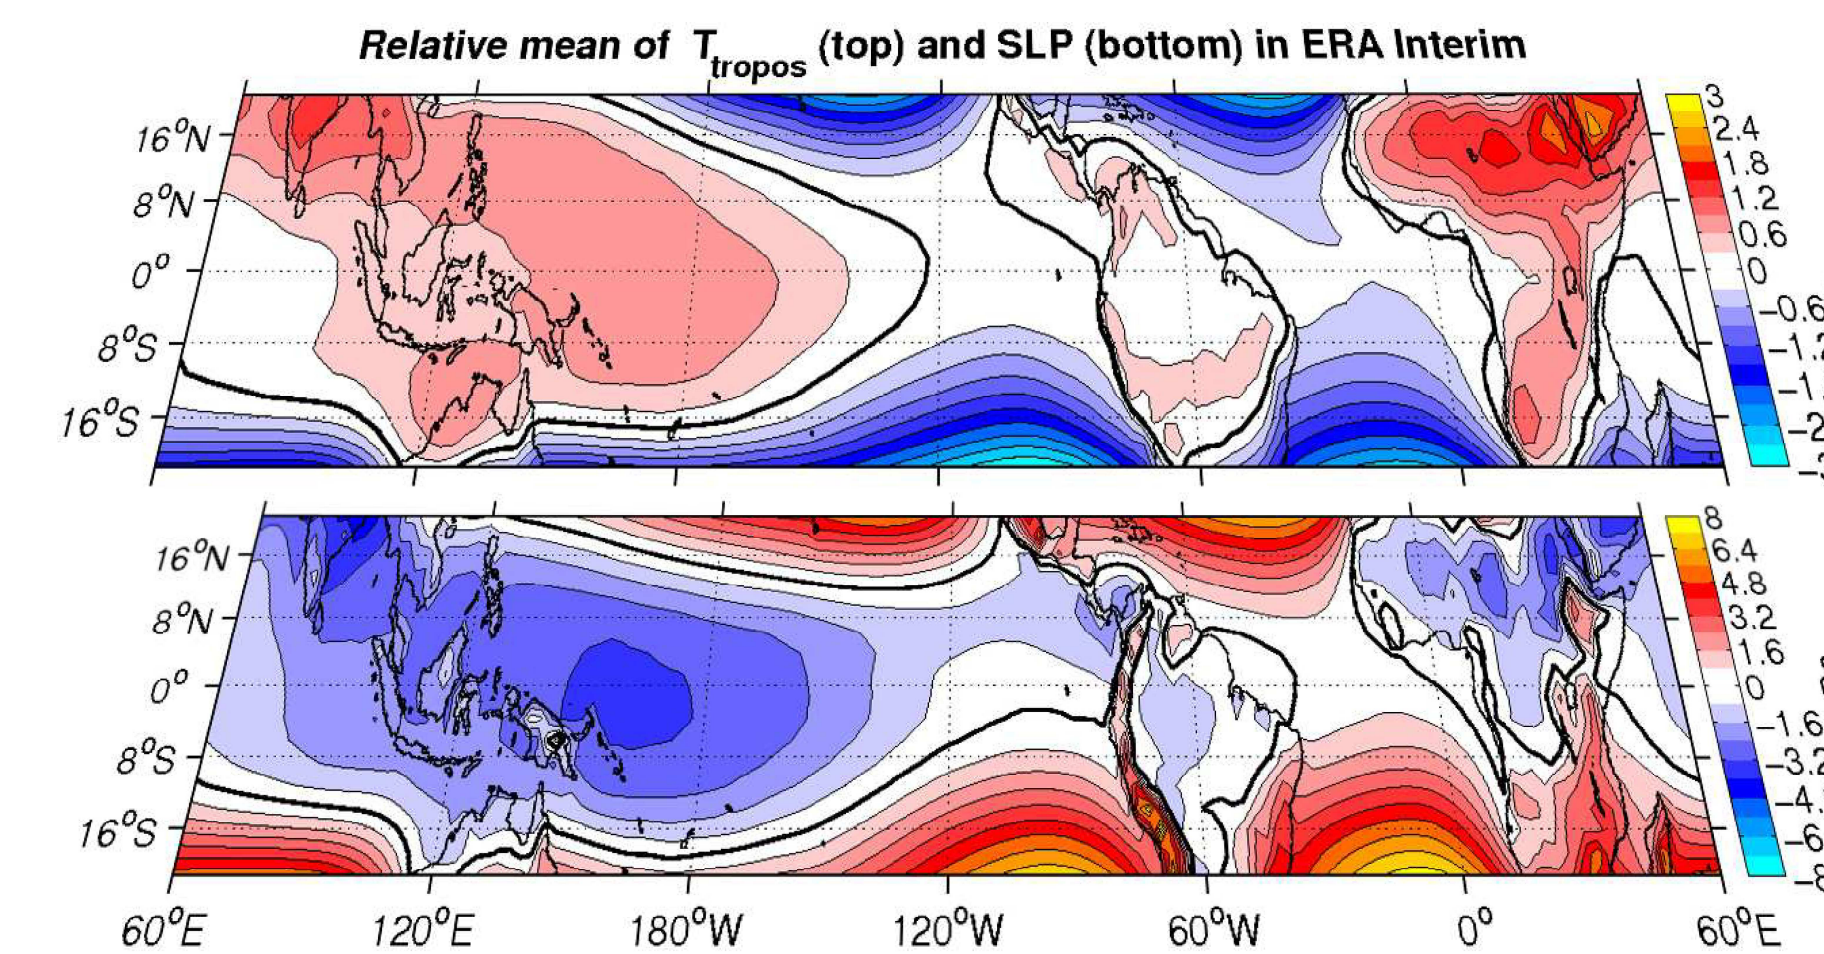 Relative mean of T_tropos (top) and SLP (bottom) in ERA Interim
16°N
8°N
0°
8°S
16°S
3
2.4
1.8
1.2
0.6
0
−0.6
16°N
8°N
0°
8°S
16°S
8
6.4
4.8
3.2
1.6
0
−1.6
−3.2
60°E 120°E 180°W 120°W 60°W 0° 60°E